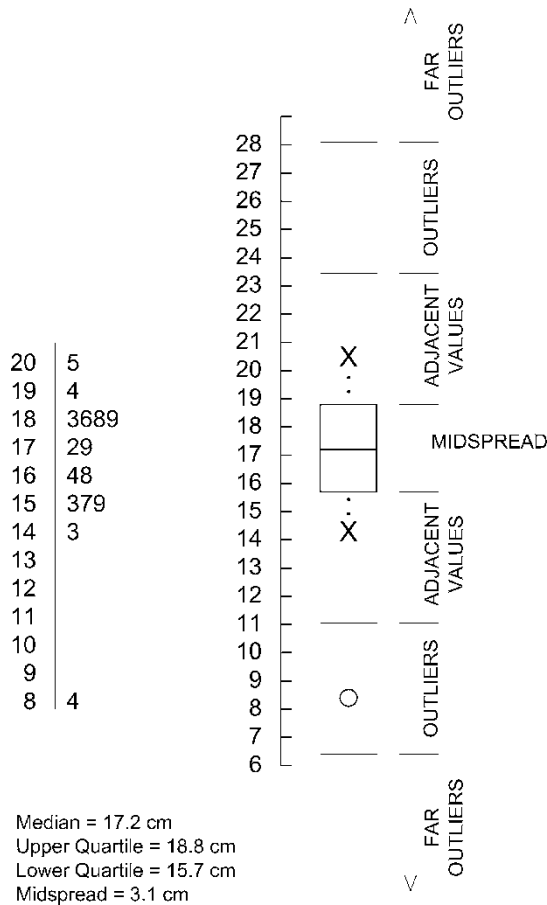 20 5
19 4
18 3689
17 29
16 48
15 379
14 3
13
12
11
10
9
8 4
28
27
26
25
24
23
22
21
20
19
18
17
16
15
14
13
12
11
10
9
8
7
6
X
X
FAR
OUTLIERS
OUTLIERS
ADJACENT
VALUES
MIDSPREAD
ADJACENT
VALUES
OUTLIERS
FAR
OUTLIERS
Median = 17.2 cm
Upper Quartile = 18.8 cm
Lower Quartile = 15.7 cm
Midspread = 3.1 cm